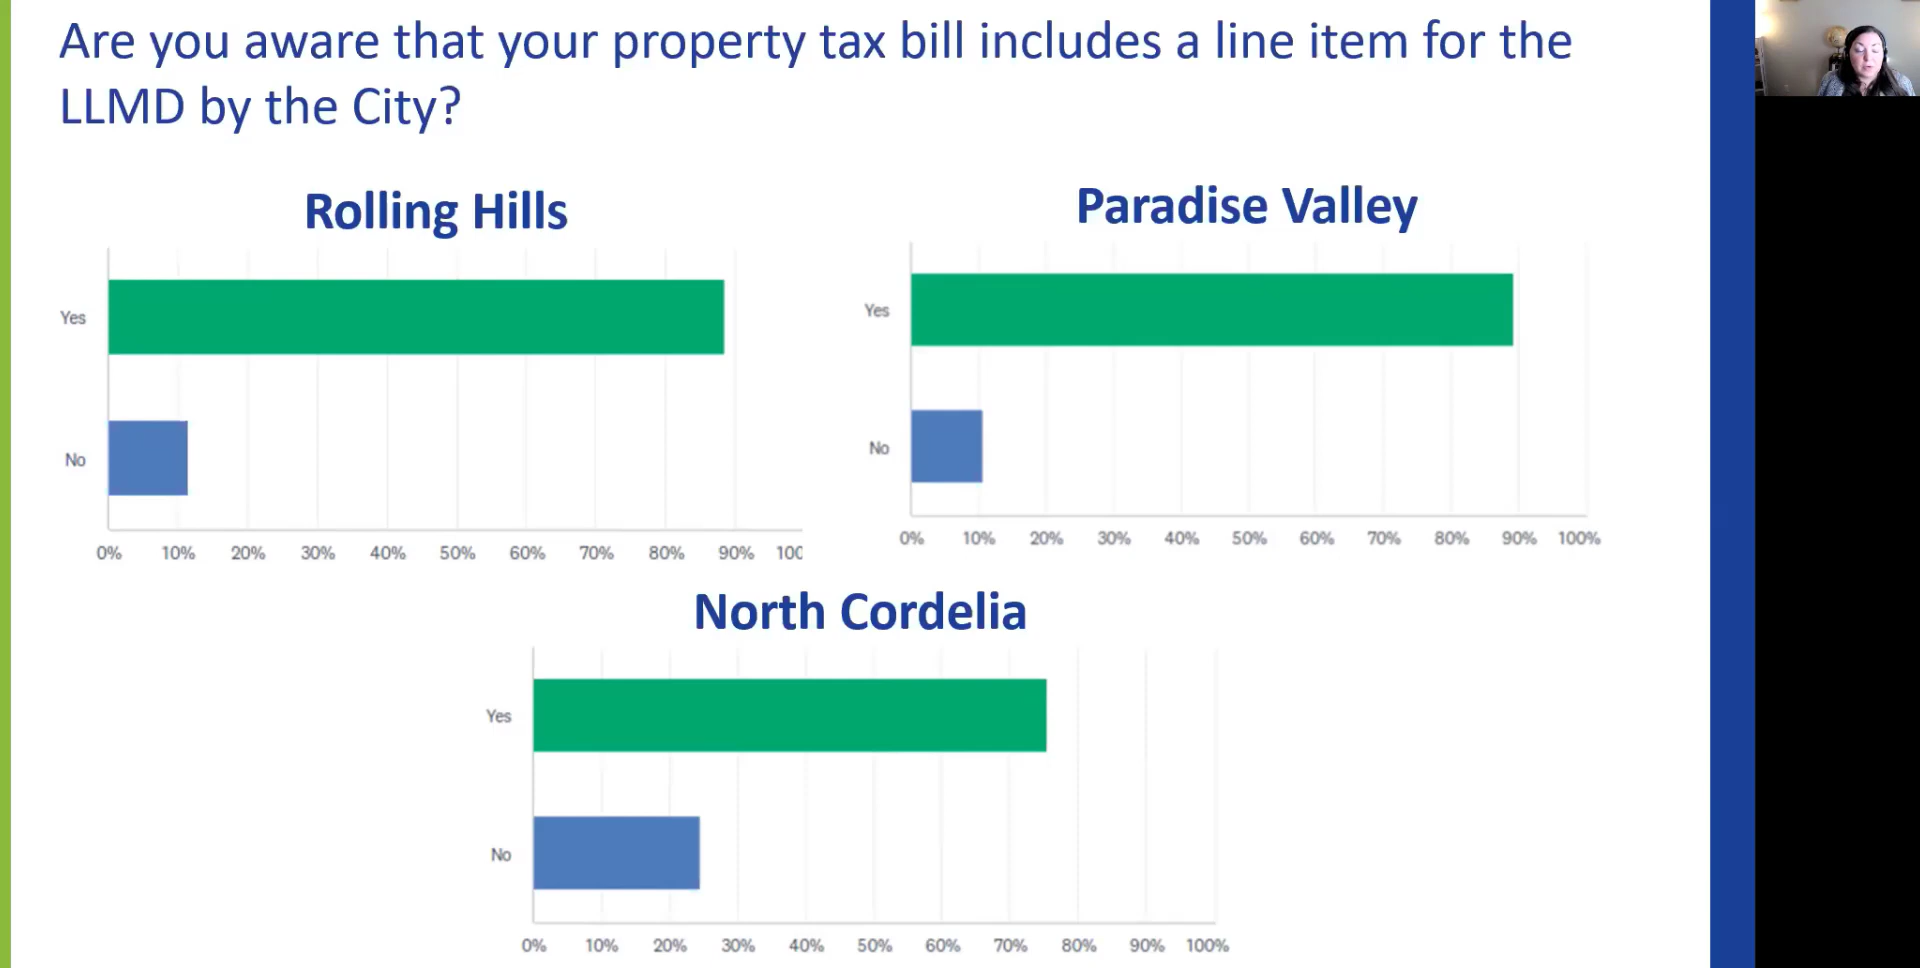 Are you aware that your property tax bill includes a line item for the
LLMD by the City?
Rolling Hills
Yes
No
0% 10% 20% 30% 40% 50% 60% 70% 80% 90% 100
Paradise Valley
Yes
No
0% 10% 20% 30% 40% 50% 60% 70% 80% 90% 100%
North Cordelia
Yes
No
0% 10% 20% 30% 40% 50% 60% 70% 80% 90% 100%